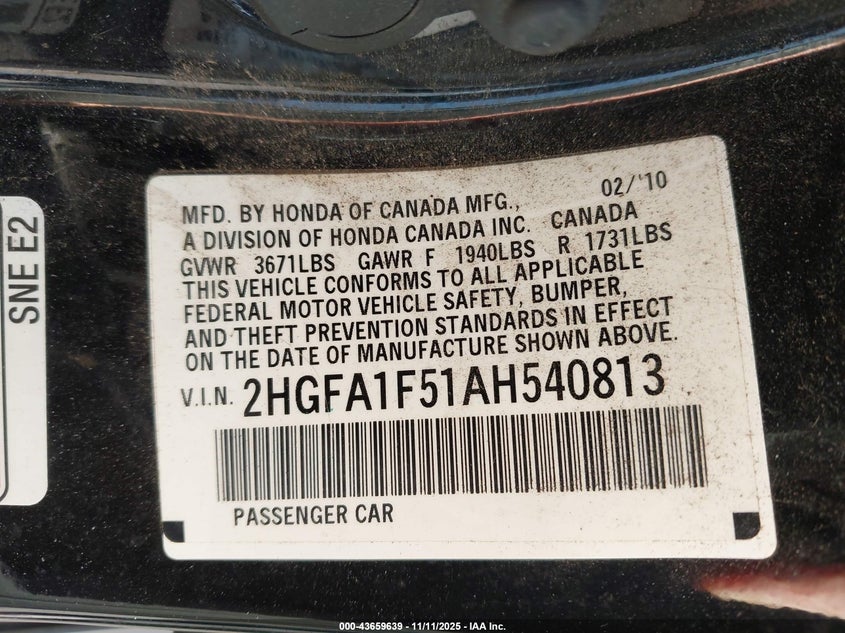 SNE E2
02/'10
MFD. BY HONDA OF CANADA MFG.,
A DIVISION OF HONDA CANADA INC. CANADA
GVWR 3671LBS GAWR F 1940LBS R 1731LBS
THIS VEHICLE CONFORMS TO ALL APPLICABLE
FEDERAL MOTOR VEHICLE SAFETY, BUMPER,
AND THEFT PREVENTION STANDARDS IN EFFECT
ON THE DATE OF MANUFACTURE SHOWN ABOVE.
V.I.N. 2HGFA1F51AH540813
PASSENGER CAR
000-43659639 - 11/11/2025 - IAA Inc.